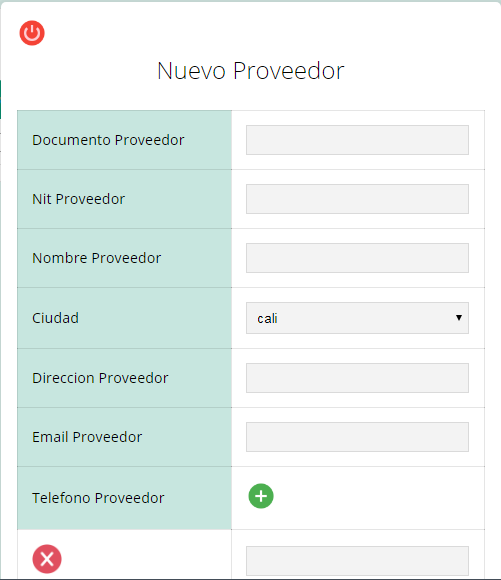 Nuevo Proveedor
Documento Proveedor
Nit Proveedor
Nombre Proveedor
Ciudad
cali
Direccion Proveedor
Email Proveedor
Telefono Proveedor